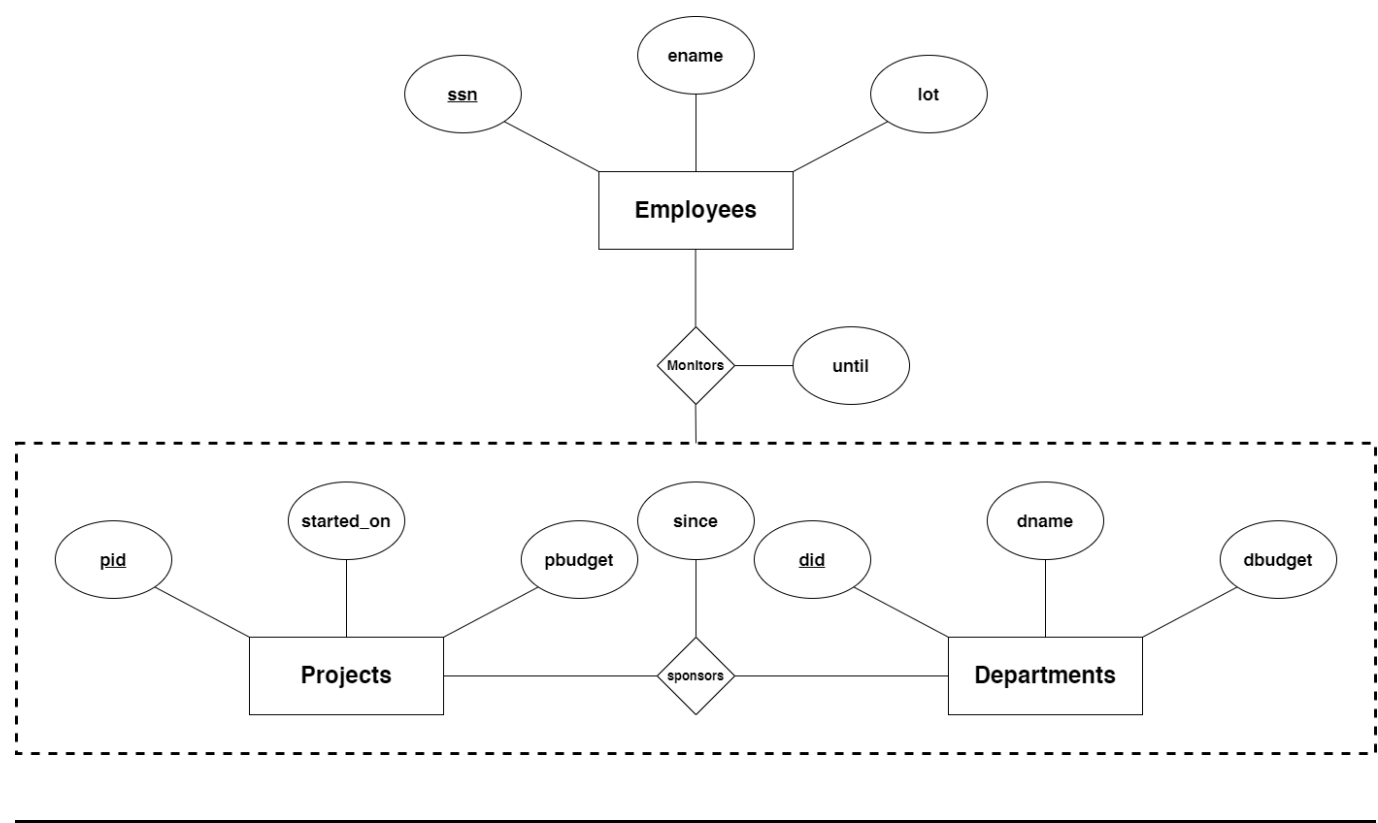 ename
ssn
lot
Employees
Monitors
until
started_on
since
dname
pid
pbudget
did
dbudget
Projects
sponsors
Departments